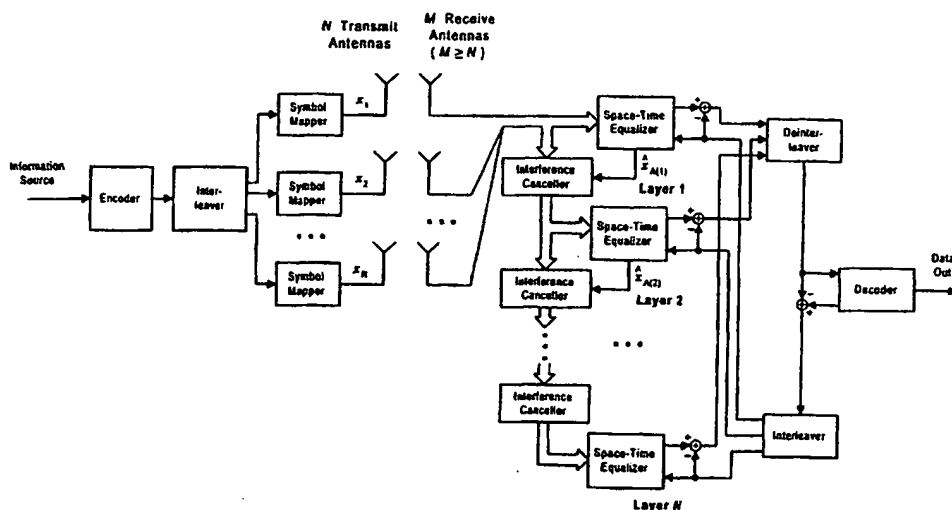 N Transmit
Antennas
M Receive
Antennas
( M ≥ N )
Information
Source
Encoder
Inter-
leaver
Symbol
Mapper
x1
Symbol
Mapper
x2
• • •
Symbol
Mapper
xN
• • •
Space-Time
Equalizer
+
−
Interference
Canceller
x̂A(1)
Layer 1
Space-Time
Equalizer
+
−
Interference
Canceller
x̂A(2)
Layer 2
• • •
Interference
Canceller
Space-Time
Equalizer
+
−
Layer N
Deinter-
leaver
−
+
Decoder
Data
Out
Interleaver